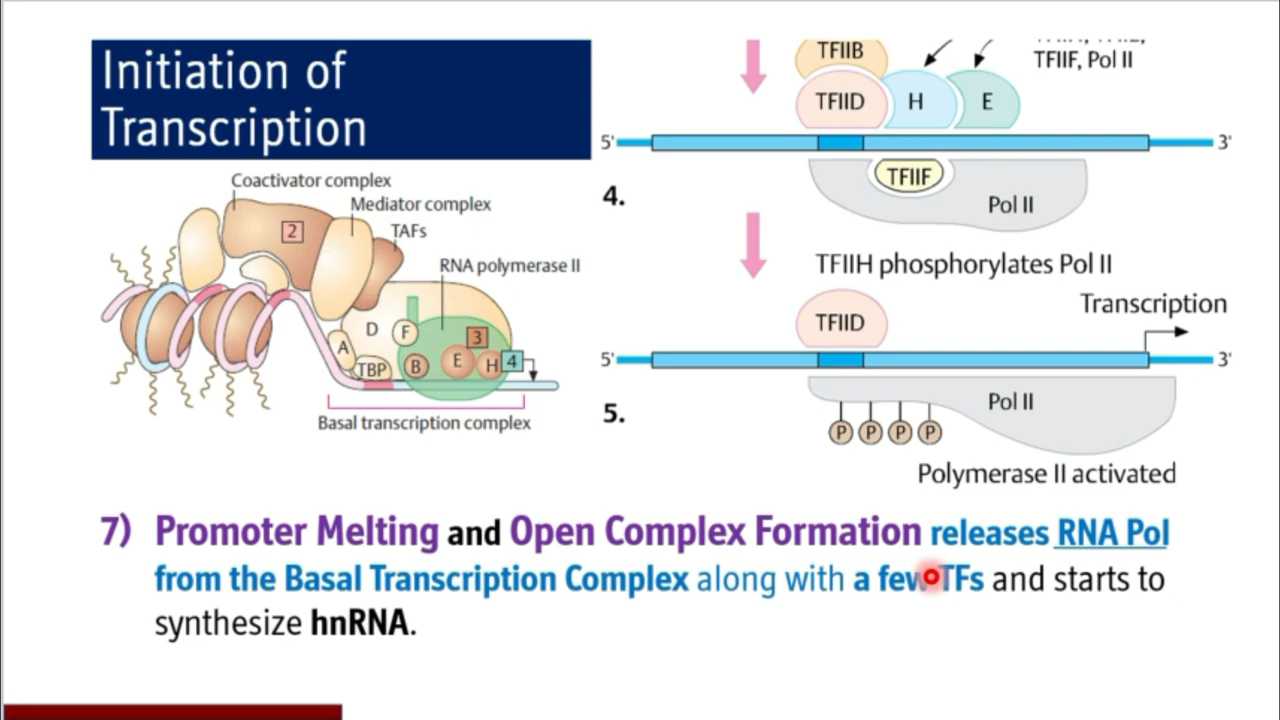 Initiation of
Transcription
Coactivator complex
Mediator complex
2
TAFs
RNA polymerase II
D
F
3
A
TBP
B
E
H
4
Basal transcription complex
TFIIB
TFIIF, Pol II
TFIID
H
E
5'
3'
TFIIF
4.
Pol II
TFIIH phosphorylates Pol II
Transcription
TFIID
5'
3'
5.
Pol II
P P P P
Polymerase II activated
7) Promoter Melting and Open Complex Formation releases RNA Pol
from the Basal Transcription Complex along with a few TFs and starts to
synthesize hnRNA.